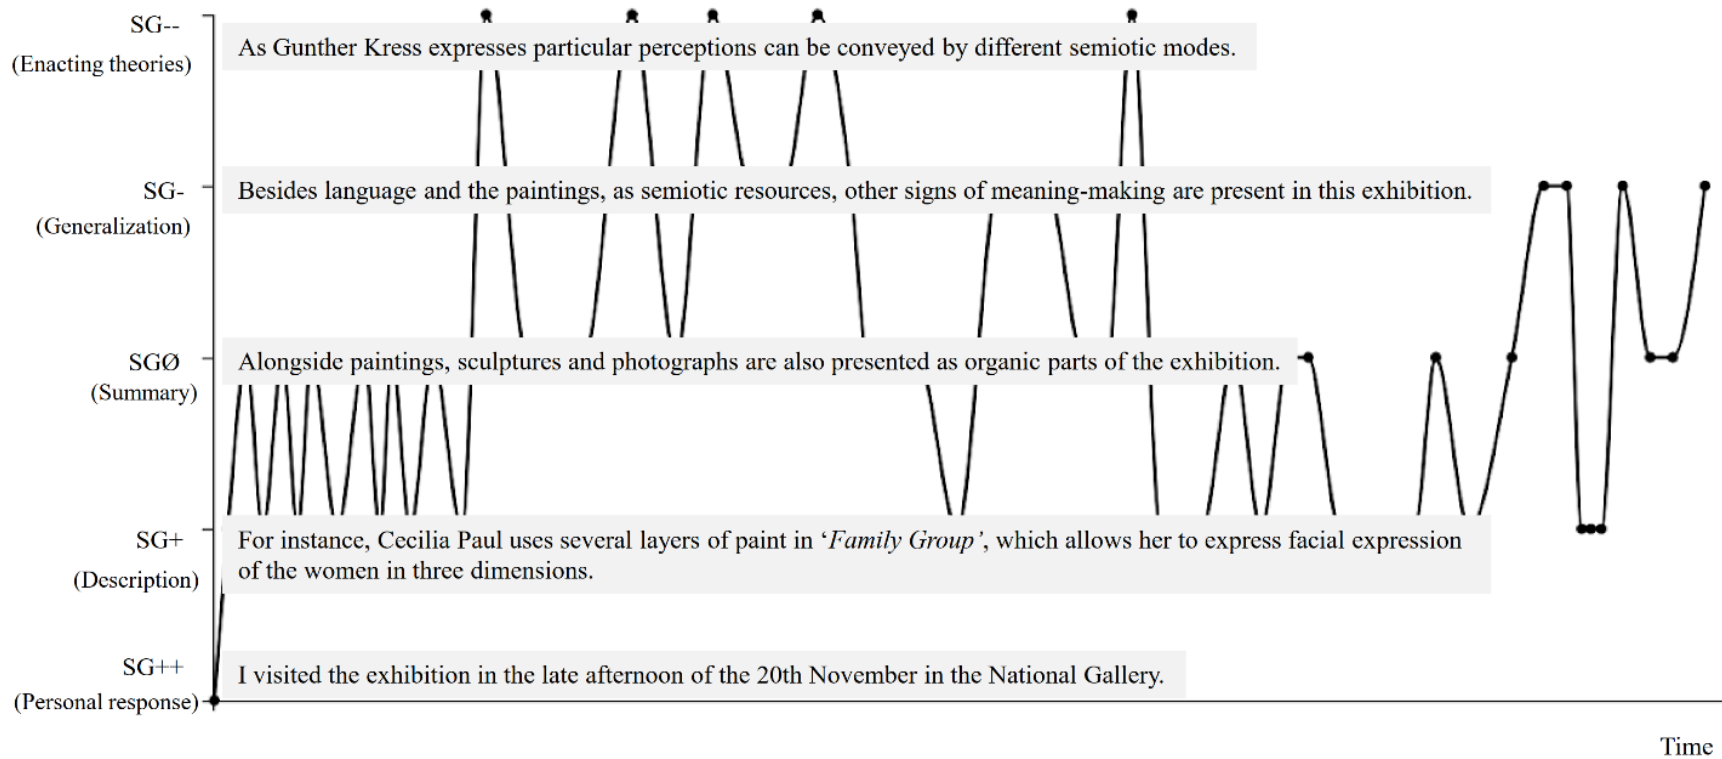 SG--
(Enacting theories)
As Gunther Kress expresses particular perceptions can be conveyed by different semiotic modes.
SG-
(Generalization)
Besides language and the paintings, as semiotic resources, other signs of meaning-making are present in this exhibition.
SGØ
(Summary)
Alongside paintings, sculptures and photographs are also presented as organic parts of the exhibition.
SG+
(Description)
For instance, Cecilia Paul uses several layers of paint in ‘Family Group’, which allows her to express facial expression
of the women in three dimensions.
SG++
(Personal response)
I visited the exhibition in the late afternoon of the 20th November in the National Gallery.
Time